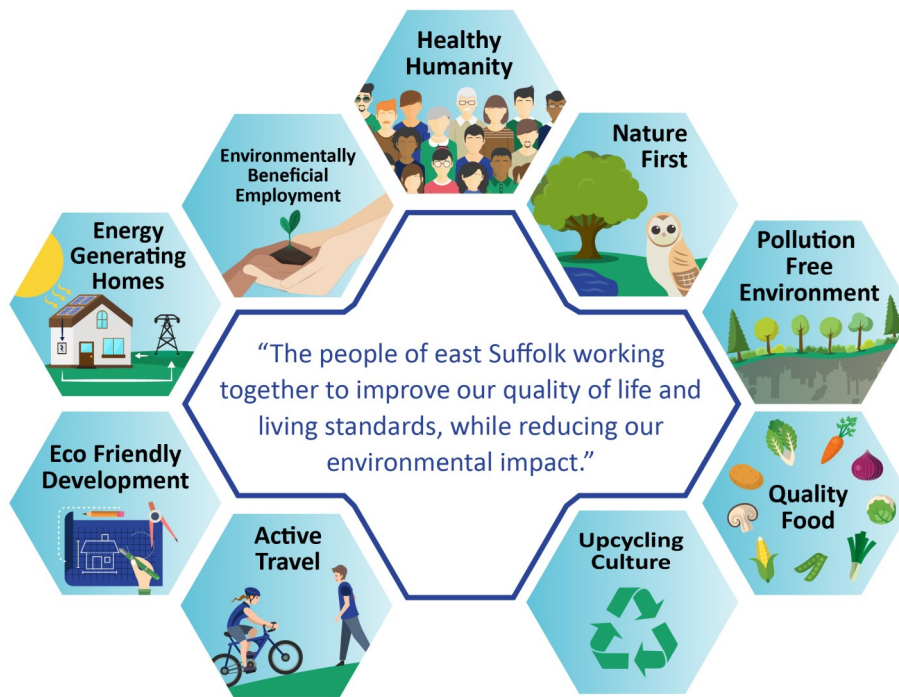 Healthy
Humanity
Nature
First
Environmentally
Beneficial
Employment
Energy
Generating
Homes
Pollution
Free
Environment
“The people of east Suffolk working
together to improve our quality of life and
living standards, while reducing our
environmental impact.”
Eco Friendly
Development
Quality
Food
Active
Travel
Upcycling
Culture